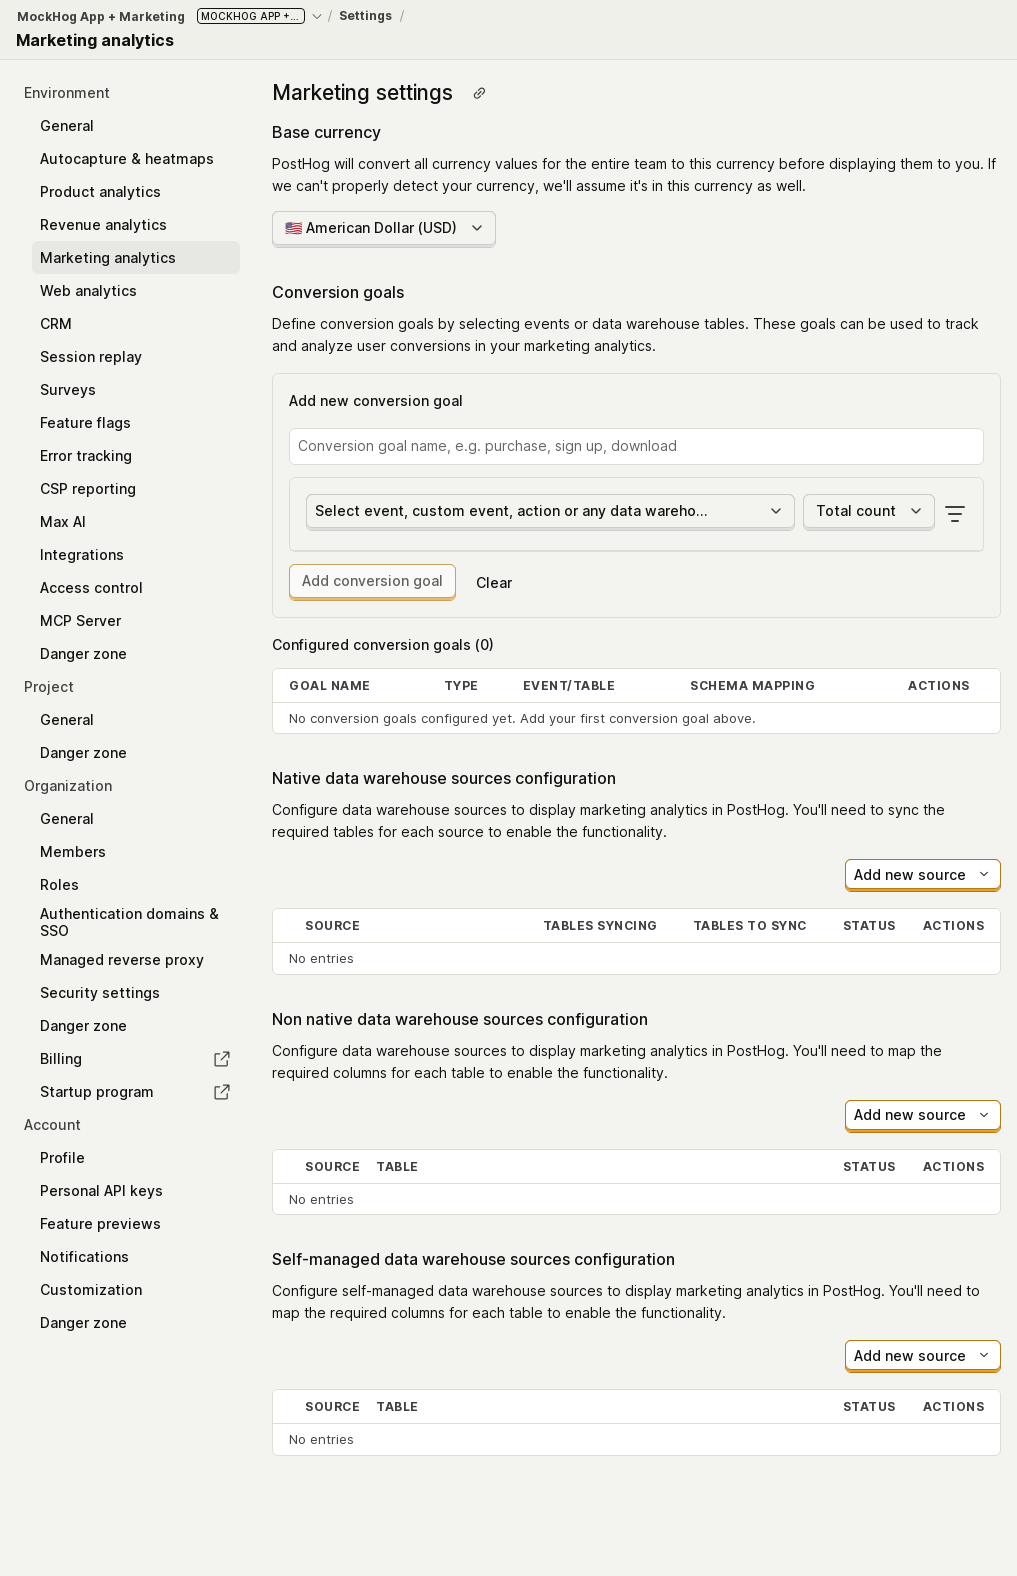 MockHog App + Marketing MOCKHOG APP +... / Settings /
Marketing analytics
Environment
General
Autocapture & heatmaps
Product analytics
Revenue analytics
Marketing analytics
Web analytics
CRM
Session replay
Surveys
Feature flags
Error tracking
CSP reporting
Max AI
Integrations
Access control
MCP Server
Danger zone
Project
General
Danger zone
Organization
General
Members
Roles
Authentication domains &
SSO
Managed reverse proxy
Security settings
Danger zone
Billing
Startup program
Account
Profile
Personal API keys
Feature previews
Notifications
Customization
Danger zone
Marketing settings
Base currency
PostHog will convert all currency values for the entire team to this currency before displaying them to you. If
we can't properly detect your currency, we'll assume it's in this currency as well.
🇺🇸 American Dollar (USD)
Conversion goals
Define conversion goals by selecting events or data warehouse tables. These goals can be used to track
and analyze user conversions in your marketing analytics.
Add new conversion goal
Conversion goal name, e.g. purchase, sign up, download
Select event, custom event, action or any data wareho... Total count
Add conversion goal Clear
Configured conversion goals (0)
GOAL NAME TYPE EVENT/TABLE SCHEMA MAPPING ACTIONS
No conversion goals configured yet. Add your first conversion goal above.
Native data warehouse sources configuration
Configure data warehouse sources to display marketing analytics in PostHog. You'll need to sync the
required tables for each source to enable the functionality.
Add new source
SOURCE TABLES SYNCING TABLES TO SYNC STATUS ACTIONS
No entries
Non native data warehouse sources configuration
Configure data warehouse sources to display marketing analytics in PostHog. You'll need to map the
required columns for each table to enable the functionality.
Add new source
SOURCE TABLE STATUS ACTIONS
No entries
Self-managed data warehouse sources configuration
Configure self-managed data warehouse sources to display marketing analytics in PostHog. You'll need to
map the required columns for each table to enable the functionality.
Add new source
SOURCE TABLE STATUS ACTIONS
No entries